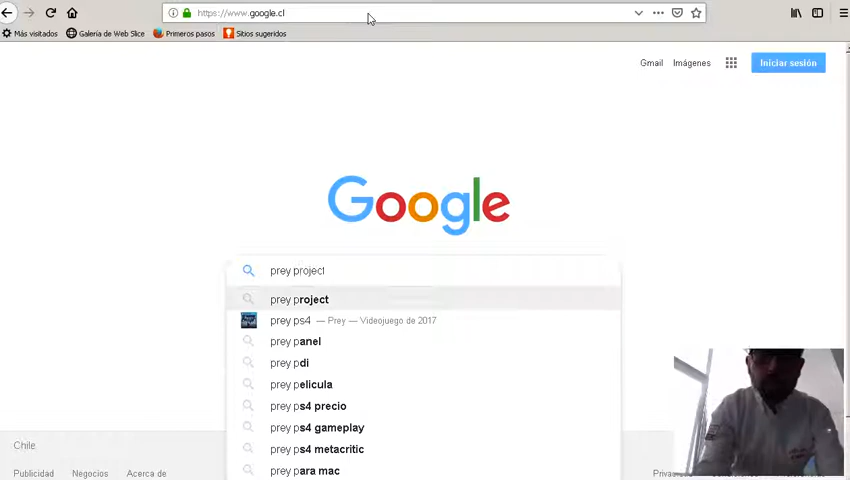 https://www.google.cl
Más visitados Galería de Web Slice Primeros pasos Sitios sugeridos
Gmail Imágenes Iniciar sesión
Google
prey project
prey project
prey ps4 — Prey — Videojuego de 2017
prey panel
prey pdi
prey pelicula
prey ps4 precio
prey ps4 gameplay
prey ps4 metacritic
prey para mac
Chile
Publicidad Negocios Acerca de